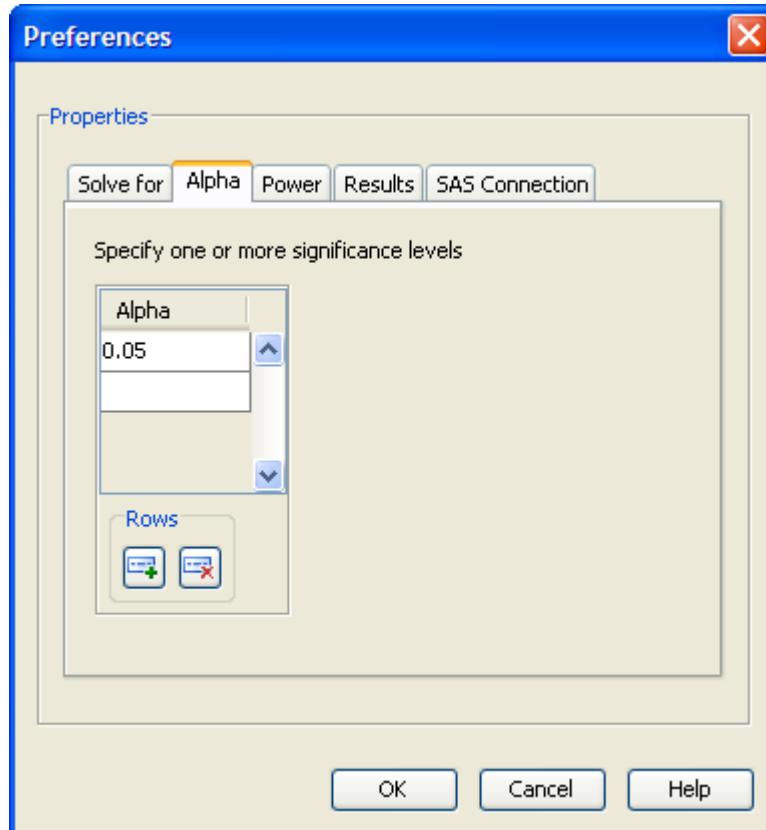 Preferences
Properties
Solve for Alpha Power Results SAS Connection
Specify one or more significance levels
Alpha
0.05
Rows
OK Cancel Help